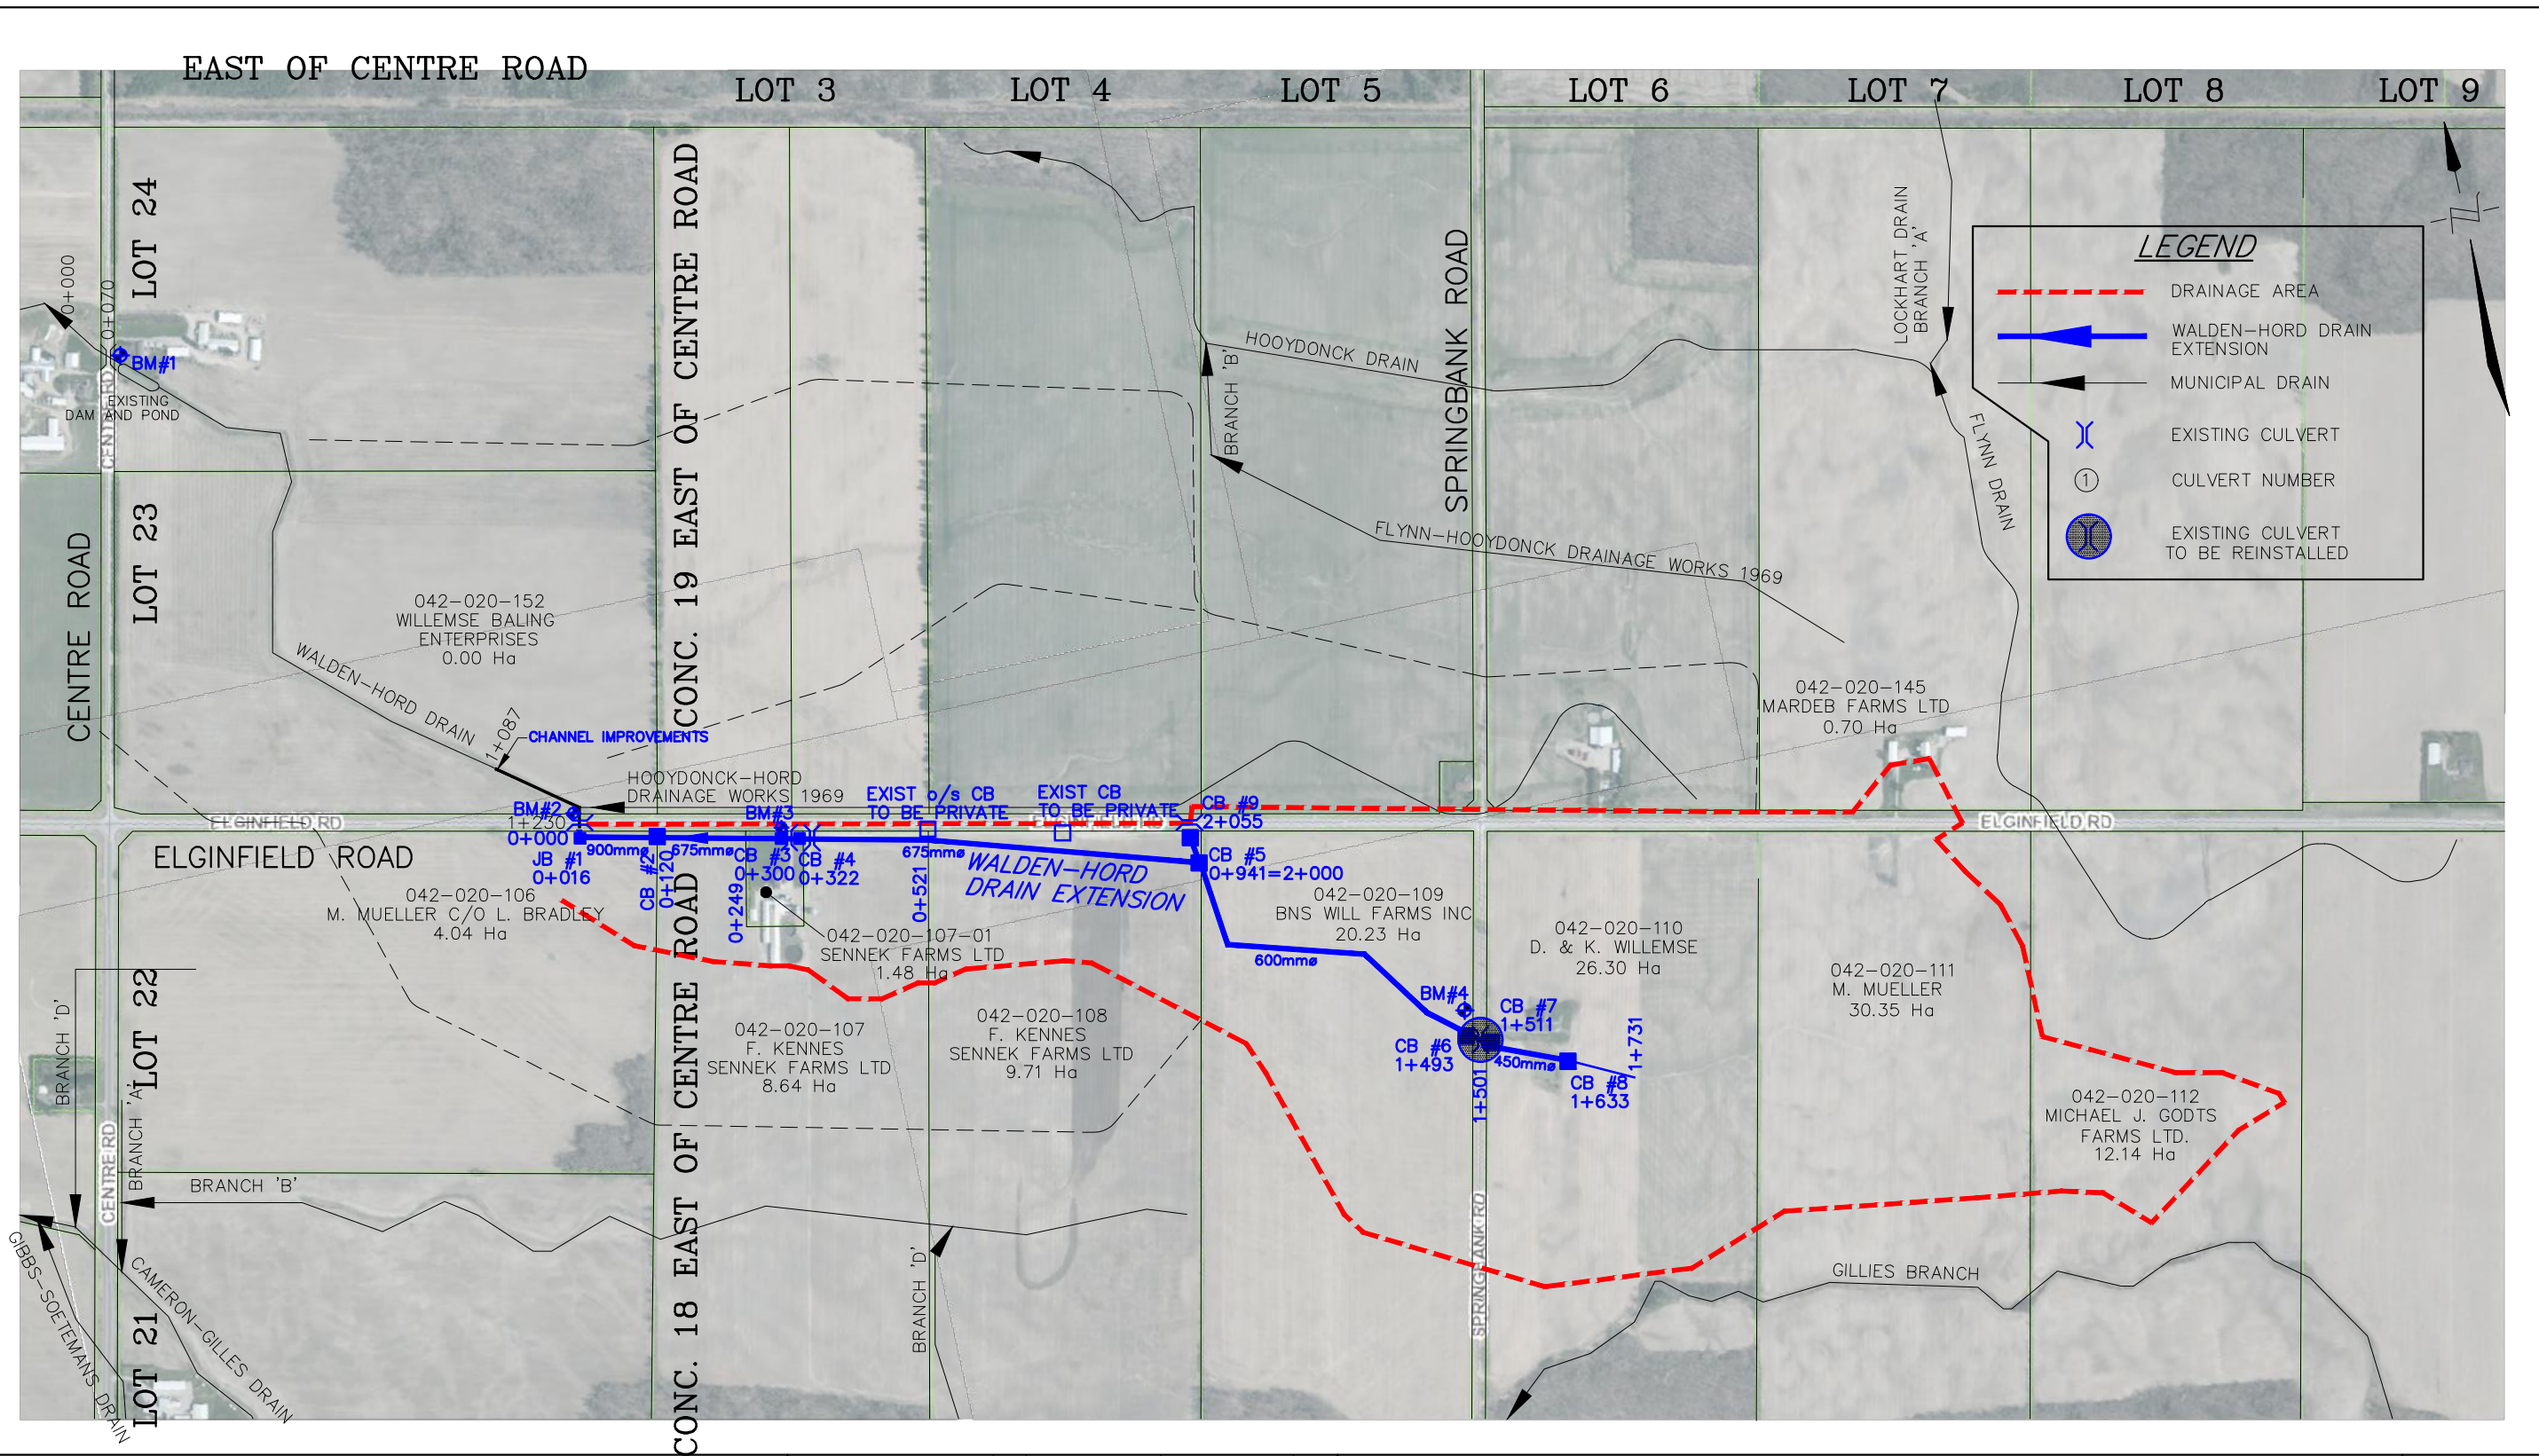 EAST OF CENTRE ROAD
LOT 3
LOT 4
LOT 5
LOT 6
LOT 7
LOT 8
LOT 9
LOT 24
LOT 23
LOT 22
LOT 21
CONC. 19 EAST OF CENTRE ROAD
CONC. 18 EAST OF CENTRE ROAD
SPRINGBANK ROAD
CENTRE ROAD
ELGINFIELD ROAD
LEGEND
DRAINAGE AREA
WALDEN-HORD DRAIN
EXTENSION
MUNICIPAL DRAIN
EXISTING CULVERT
1
CULVERT NUMBER
EXISTING CULVERT
TO BE REINSTALLED
LOCKHART DRAIN
BRANCH 'A'
FLYNN DRAIN
HOOYDONCK DRAIN
BRANCH 'B'
FLYNN-HOOYDONCK DRAINAGE WORKS 1969
0+000
0+070
BM#1
EXISTING
DAM AND POND
CENTRE RD
042-020-152
WILLEMSE BALING
ENTERPRISES
0.00 Ha
WALDEN-HORD DRAIN
1+087
CHANNEL IMPROVEMENTS
HOOYDONCK-HORD
DRAINAGE WORKS 1969
EXIST o/s CB
TO BE PRIVATE
EXIST CB
TO BE PRIVATE
CB #9
2+055
BM#2
1+230
0+000
BM#3
ELGINFIELD RD
ELGINFIELD RD
ELGINFIELD RD
042-020-145
MARDEB FARMS LTD
0.70 Ha
JB #1
0+016
900mmø
CB #2
0+120
675mmø
CB #3
0+300
CB #4
0+322
0+249
675mmø
0+521
WALDEN-HORD
DRAIN EXTENSION
CB #5
0+941=2+000
042-020-106
M. MUELLER C/O L. BRADLEY
4.04 Ha
042-020-107-01
SENNEK FARMS LTD
1.48 Ha
042-020-109
BNS WILL FARMS INC
20.23 Ha
042-020-110
D. & K. WILLEMSE
26.30 Ha
042-020-111
M. MUELLER
30.35 Ha
600mmø
BM#4
CB #7
1+511
CB #6
1+493
1+501
450mmø
CB #8
1+633
1+731
042-020-107
F. KENNES
SENNEK FARMS LTD
8.64 Ha
042-020-108
F. KENNES
SENNEK FARMS LTD
9.71 Ha
042-020-112
MICHAEL J. GODTS
FARMS LTD.
12.14 Ha
BRANCH 'D'
BRANCH 'A'
CENTRE RD
BRANCH 'B'
BRANCH 'D'
SPRINGBANK RD
GILLIES BRANCH
GIBBS-SOETEMANS DRAIN
CAMERON-GILLES DRAIN